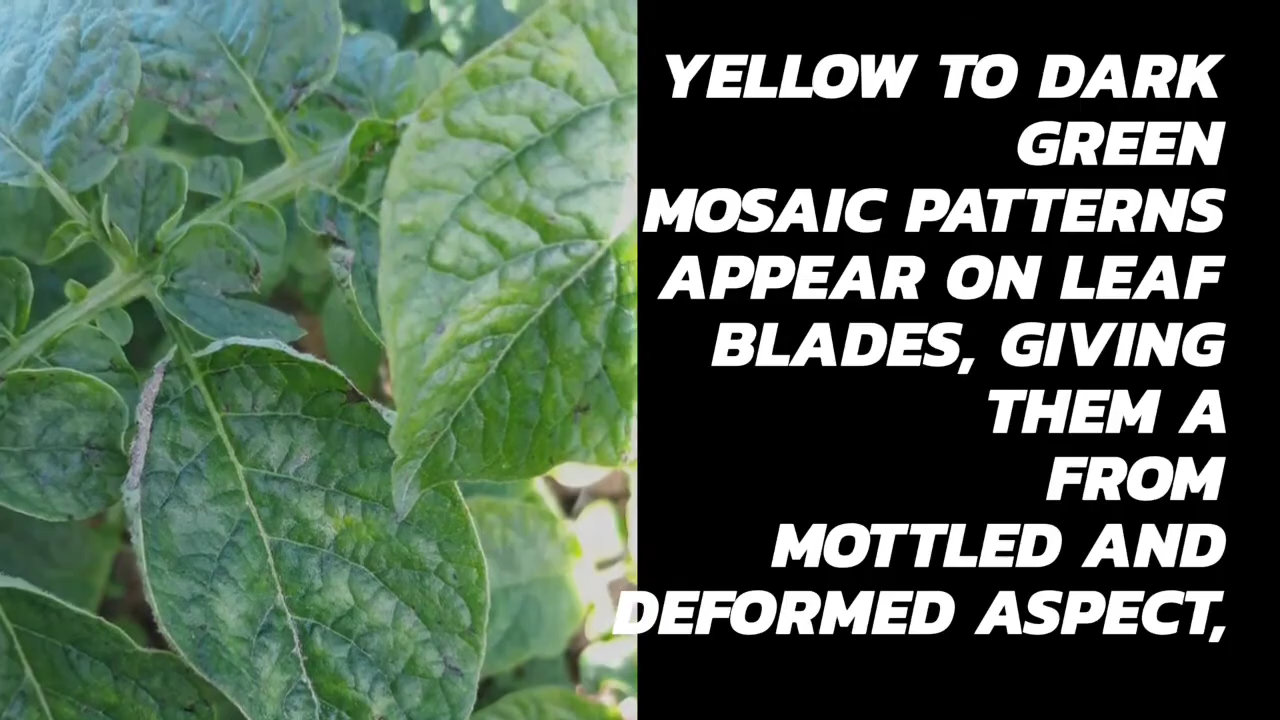 YELLOW TO DARK
GREEN
MOSAIC PATTERNS
APPEAR ON LEAF
BLADES, GIVING
THEM A
FROM
MOTTLED AND
DEFORMED ASPECT,